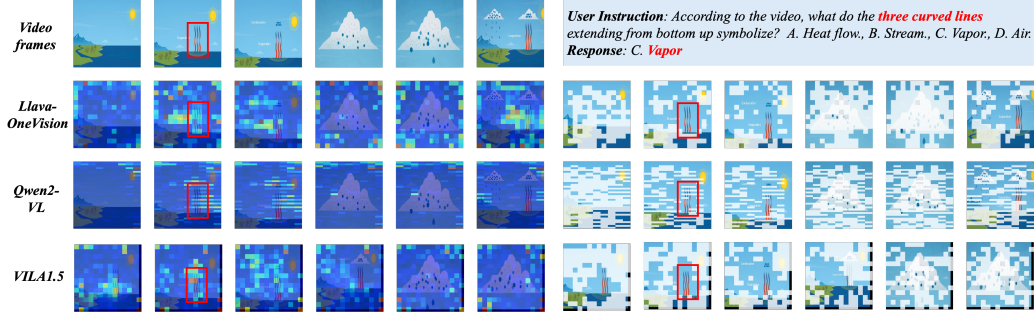 Video
frames
User Instruction: According to the video, what do the three curved lines
extending from bottom up symbolize? A. Heat flow., B. Stream., C. Vapor., D. Air.
Response: C. Vapor
Llava-
OneVision
Qwen2-
VL
VILA1.5